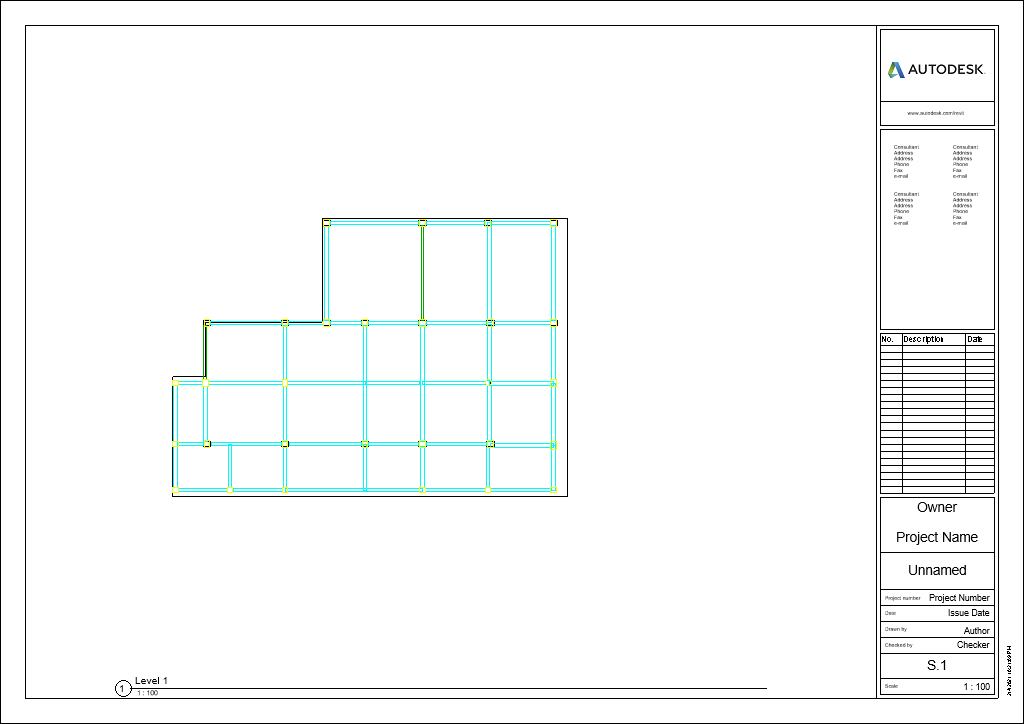 AUTODESK
www.autodesk.com/revit
Consultant
Address
Address
Phone
Fax
e-mail
Consultant
Address
Address
Phone
Fax
e-mail
Consultant
Address
Address
Phone
Fax
e-mail
Consultant
Address
Address
Phone
Fax
e-mail
No. Description Date
Owner
Project Name
Unnamed
Project number Project Number
Date Issue Date
Drawn by Author
Checked by Checker
S.1
Scale 1 : 100
1 Level 1
1 : 100